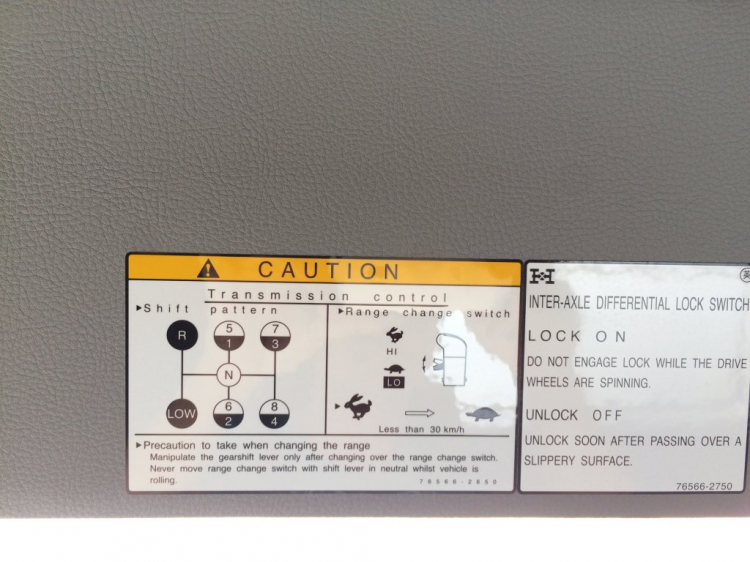 CAUTION
Transmission control
▸Shift pattern
R 5 1 7 3
N
LOW 6 2 8 4
▸Range change switch
HI
LO
Less than 30 km/h
▸Precaution to take when changing the range
Manipulate the gearshift lever only after changing over the range change switch.
Never move range change switch with shift lever in neutral whilst vehicle is
rolling.
76566-2650
INTER-AXLE DIFFERENTIAL LOCK SWITCH
LOCK ON
DO NOT ENGAGE LOCK WHILE THE DRIVE
WHEELS ARE SPINNING.
UNLOCK OFF
UNLOCK SOON AFTER PASSING OVER A
SLIPPERY SURFACE.
76566-2750